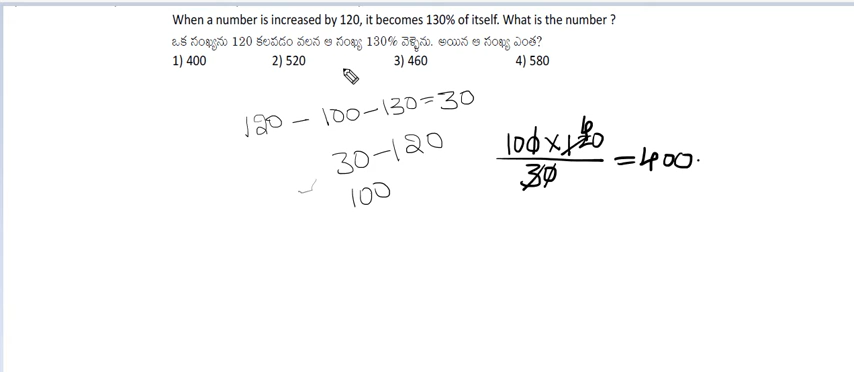 When a number is increased by 120, it becomes 130% of itself. What is the number ?
ఒక సంఖ్యను 120 కలపడం వలన ఆ సంఖ్య 130% వెళ్ళెను. అయిన ఆ సంఖ్య ఎంత?
1) 400 2) 520 3) 460 4) 580
120 - 100 - 130 = 30
30 - 120
100
100 × 120 4
30
= 400.